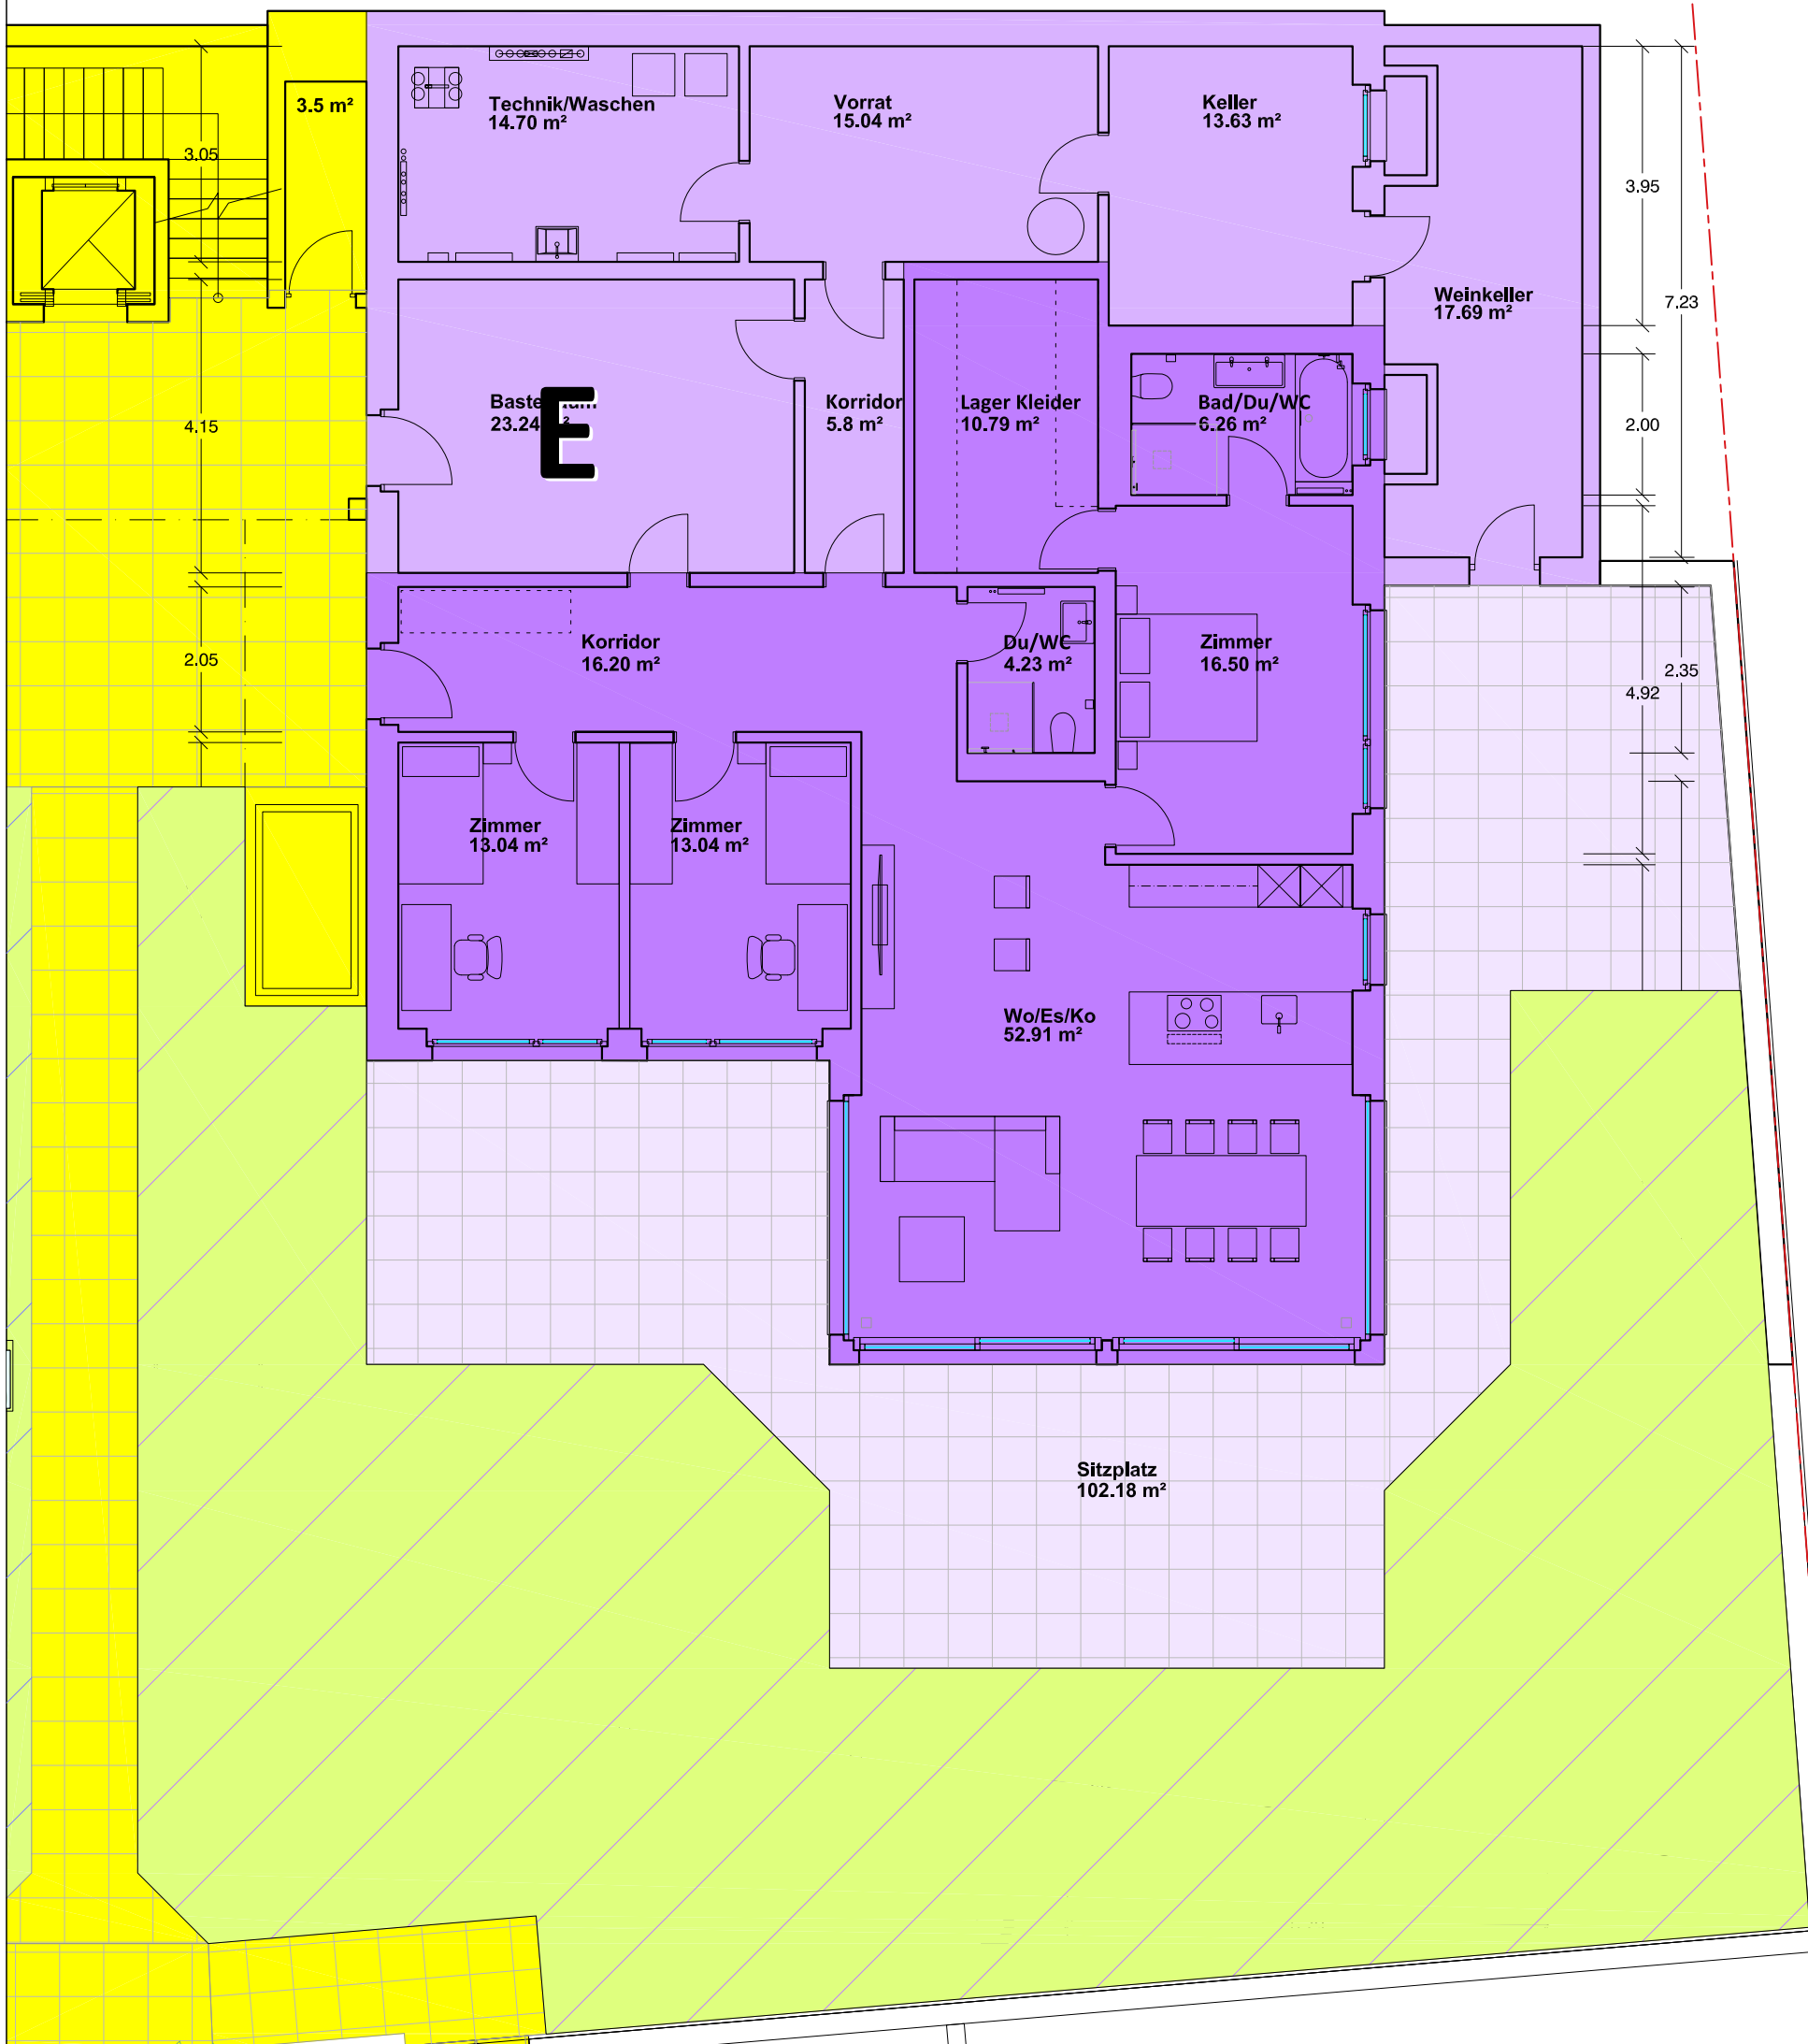 3.5 m²
Technik/Waschen
14.70 m²
Vorrat
15.04 m²
Keller
13.63 m²
3.05
3.95
7.23
Weinkeller
17.69 m²
4.15
E
23.24
Korridor
5.8 m²
Lager Kleider
10.79 m²
Bad/Du/WC
6.26 m²
2.00
2.05
Korridor
16.20 m²
Du/WC
4.23 m²
Zimmer
16.50 m²
4.92
2.35
Zimmer
13.04 m²
Zimmer
13.04 m²
Wo/Es/Ko
52.91 m²
Sitzplatz
102.18 m²